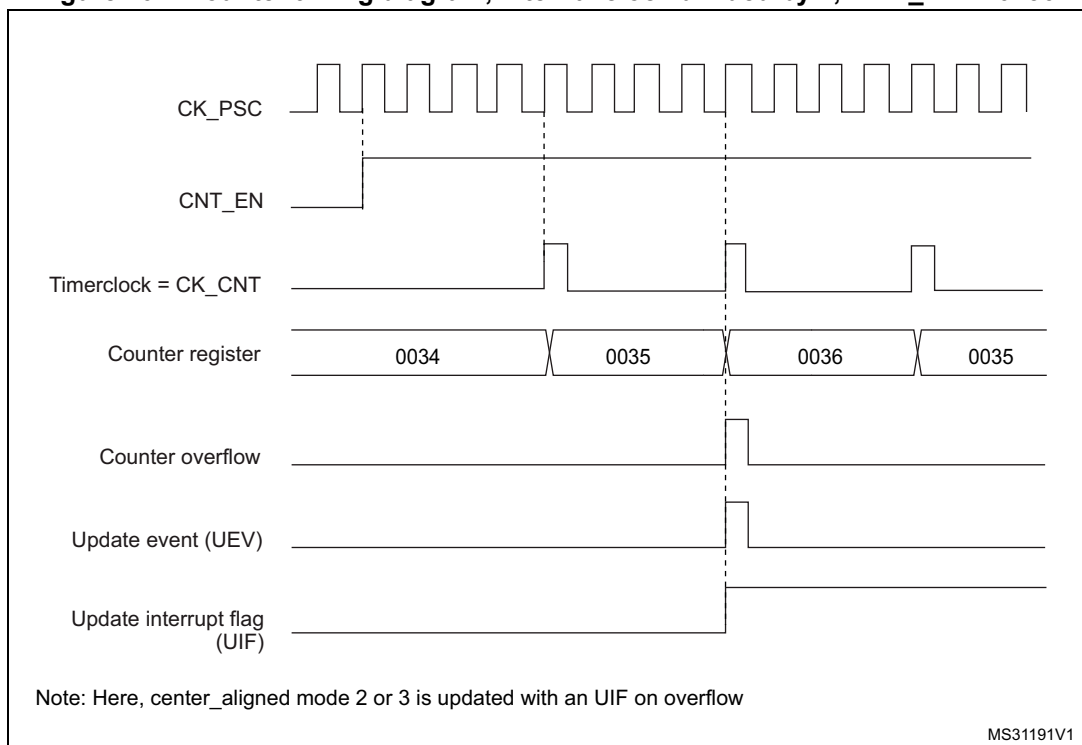 CK_PSC
CNT_EN
Timerclock = CK_CNT
Counter register
0034
0035
0036
0035
Counter overflow
Update event (UEV)
Update interrupt flag
(UIF)
Note: Here, center_aligned mode 2 or 3 is updated with an UIF on overflow
MS31191V1